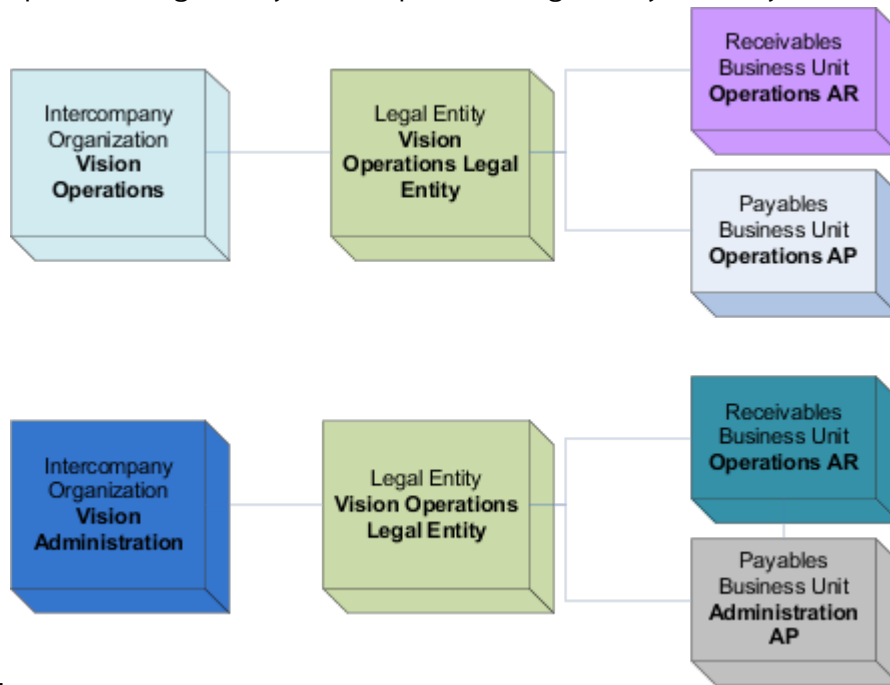 Intercompany
Organization
Vision
Operations
Legal Entity
Vision
Operations Legal
Entity
Receivables
Business Unit
Operations AR
Payables
Business Unit
Operations AP
Intercompany
Organization
Vision
Administration
Legal Entity
Vision Operations
Legal Entity
Receivables
Business Unit
Operations AR
Payables
Business Unit
Administration
AP